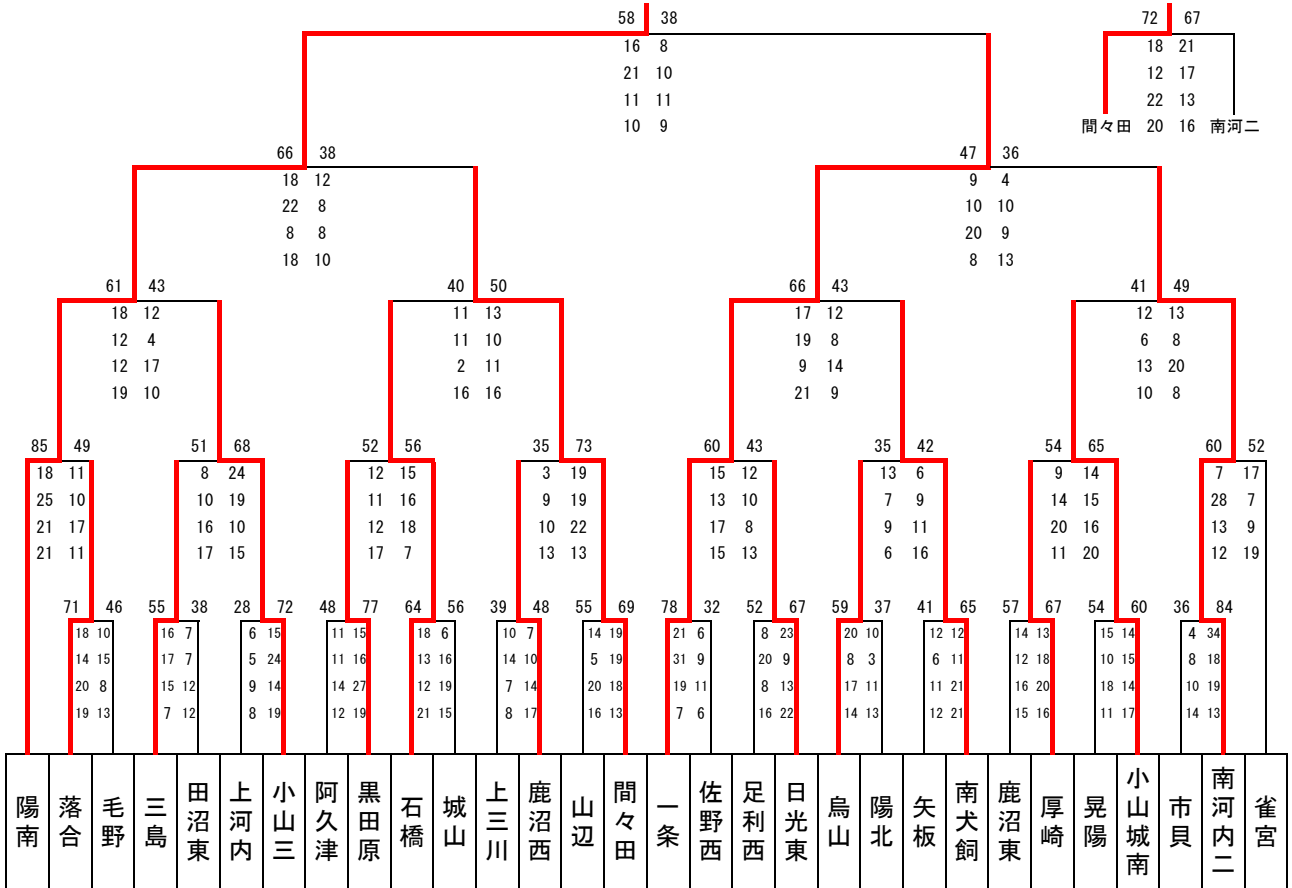 58 38 72 67
16 8 18 21
21 10 12 17
11 11 22 13
10 9 間々田 20 16 南河二
66 38 47 36
18 12 9 4
22 8 10 10
8 8 20 9
18 10 8 13
61 43 40 50 66 43 41 49
18 12 11 13 17 12 12 13
12 4 11 10 19 8 6 8
12 17 2 11 9 14 13 20
19 10 16 16 21 9 10 8
85 49 51 68 52 56 35 73 60 43 35 42 54 65 60 52
18 11 8 24 12 15 3 19 15 12 13 6 9 14 7 17
25 10 10 19 11 16 9 19 13 10 7 9 14 15 28 7
21 17 16 10 12 18 10 22 17 8 9 11 20 16 13 9
21 11 17 15 17 7 13 13 15 13 6 16 11 20 12 19
71 46 55 38 28 72 48 77 64 56 39 48 55 69 78 32 52 67 59 37 41 65 57 67 54 60 36 84
18 10 16 7 6 15 11 15 18 6 10 7 14 19 21 6 8 23 20 10 12 12 14 13 15 14 4 34
14 15 17 7 5 24 11 16 13 16 14 10 5 19 31 9 20 9 8 3 6 11 12 18 10 15 8 18
20 8 15 12 9 14 14 27 12 19 7 14 20 18 19 11 8 13 17 11 11 21 16 20 18 14 10 19
19 13 7 12 8 19 12 19 21 15 8 17 16 13 7 6 16 22 14 13 12 21 15 16 11 17 14 13
陽南
落合
毛野
三島
田沼東
上河内
小山三
阿久津
黒田原
石橋
城山
上三川
鹿沼西
山辺
間々田
一条
佐野西
足利西
日光東
烏山
陽北
矢板
南犬飼
鹿沼東
厚崎
晃陽
小山城南
市貝
南河内二
雀宮